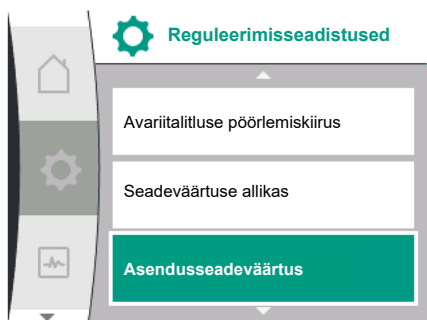 Reguleerimisseadistused
Avariitalitluse pöörlemiskiirus
Seadeväärtuse allikas
Asendusseadeväärtus